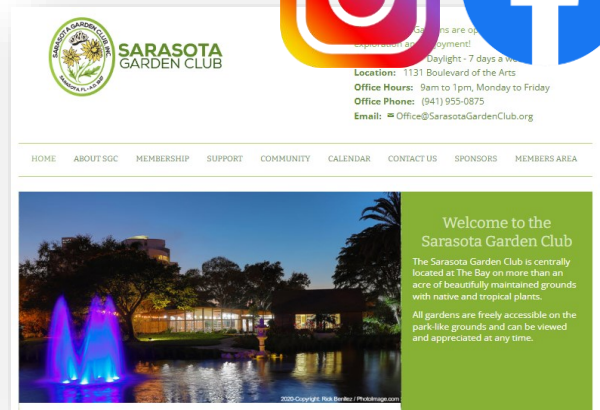 SARASOTA GARDEN CLUB INC
SARASOTA, FL
SARASOTA
GARDEN CLUB
ens are op
exploration an joyment!
Daylight - 7 days a w
Location: 1131 Boulevard of the Arts
Office Hours: 9am to 1pm, Monday to Friday
Office Phone: (941) 955-0875
Email: Office@SarasotaGardenClub.org
HOME ABOUT SGC MEMBERSHIP SUPPORT COMMUNITY CALENDAR CONTACT US SPONSORS MEMBERS AREA
Welcome to the
Sarasota Garden Club
The Sarasota Garden Club is centrally
located at The Bay on more than an
acre of beautifully maintained grounds
with native and tropical plants.
All gardens are freely accessible on the
park-like grounds and can be viewed
and appreciated at any time.
2020-Copyright: Rick Benitez / PhotoImage.com